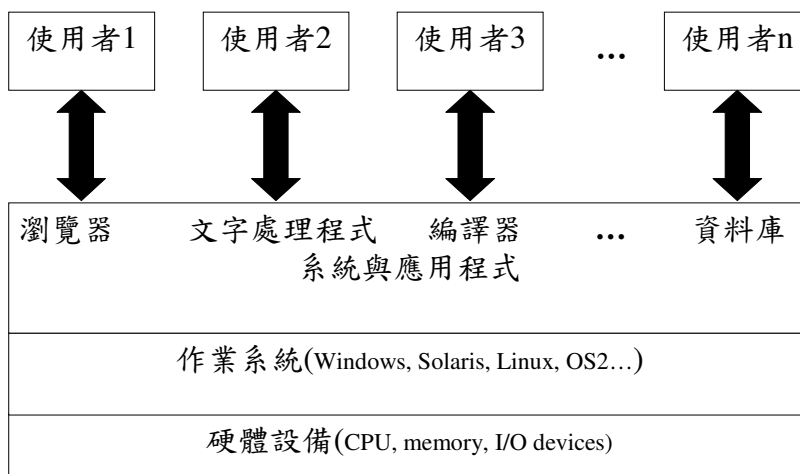 使用者1 使用者2 使用者3 ... 使用者n
瀏覽器 文字處理程式 編譯器 ... 資料庫
系統與應用程式
作業系統(Windows, Solaris, Linux, OS2…)
硬體設備(CPU, memory, I/O devices)